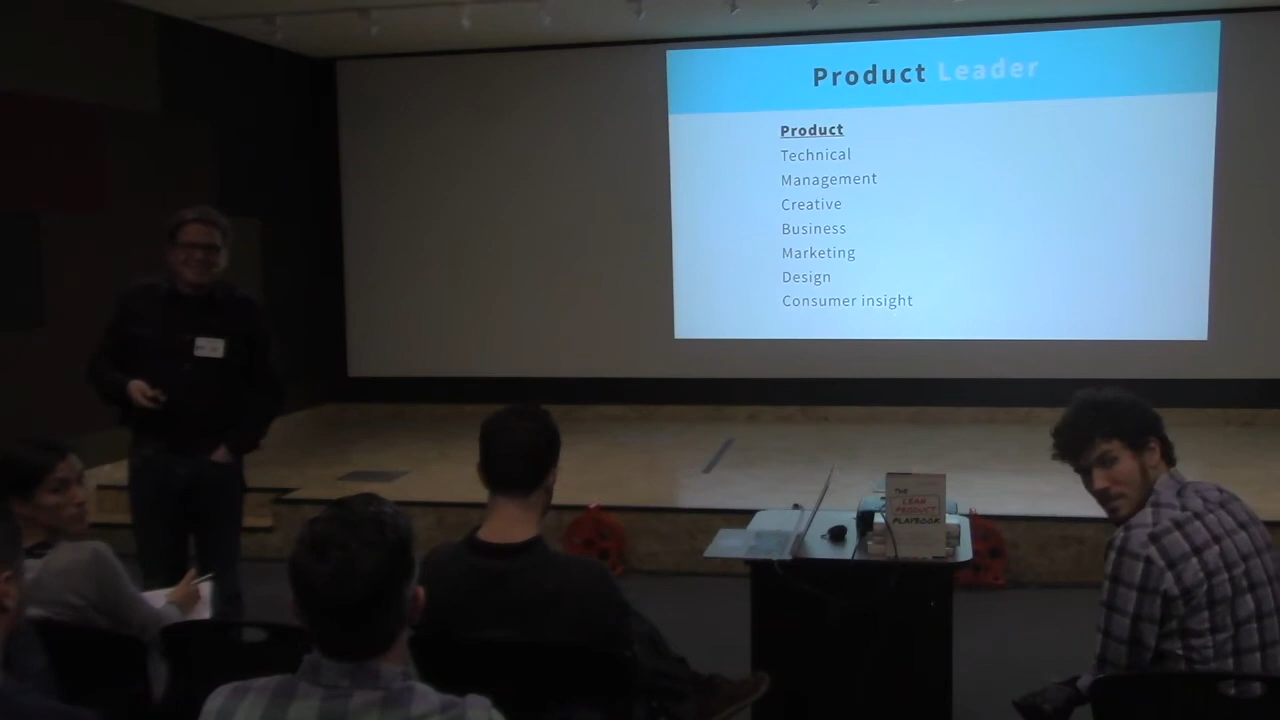 Product Leader
Product
Technical
Management
Creative
Business
Marketing
Design
Consumer insight
THE
LEAN
PRODUCT
PLAYBOOK